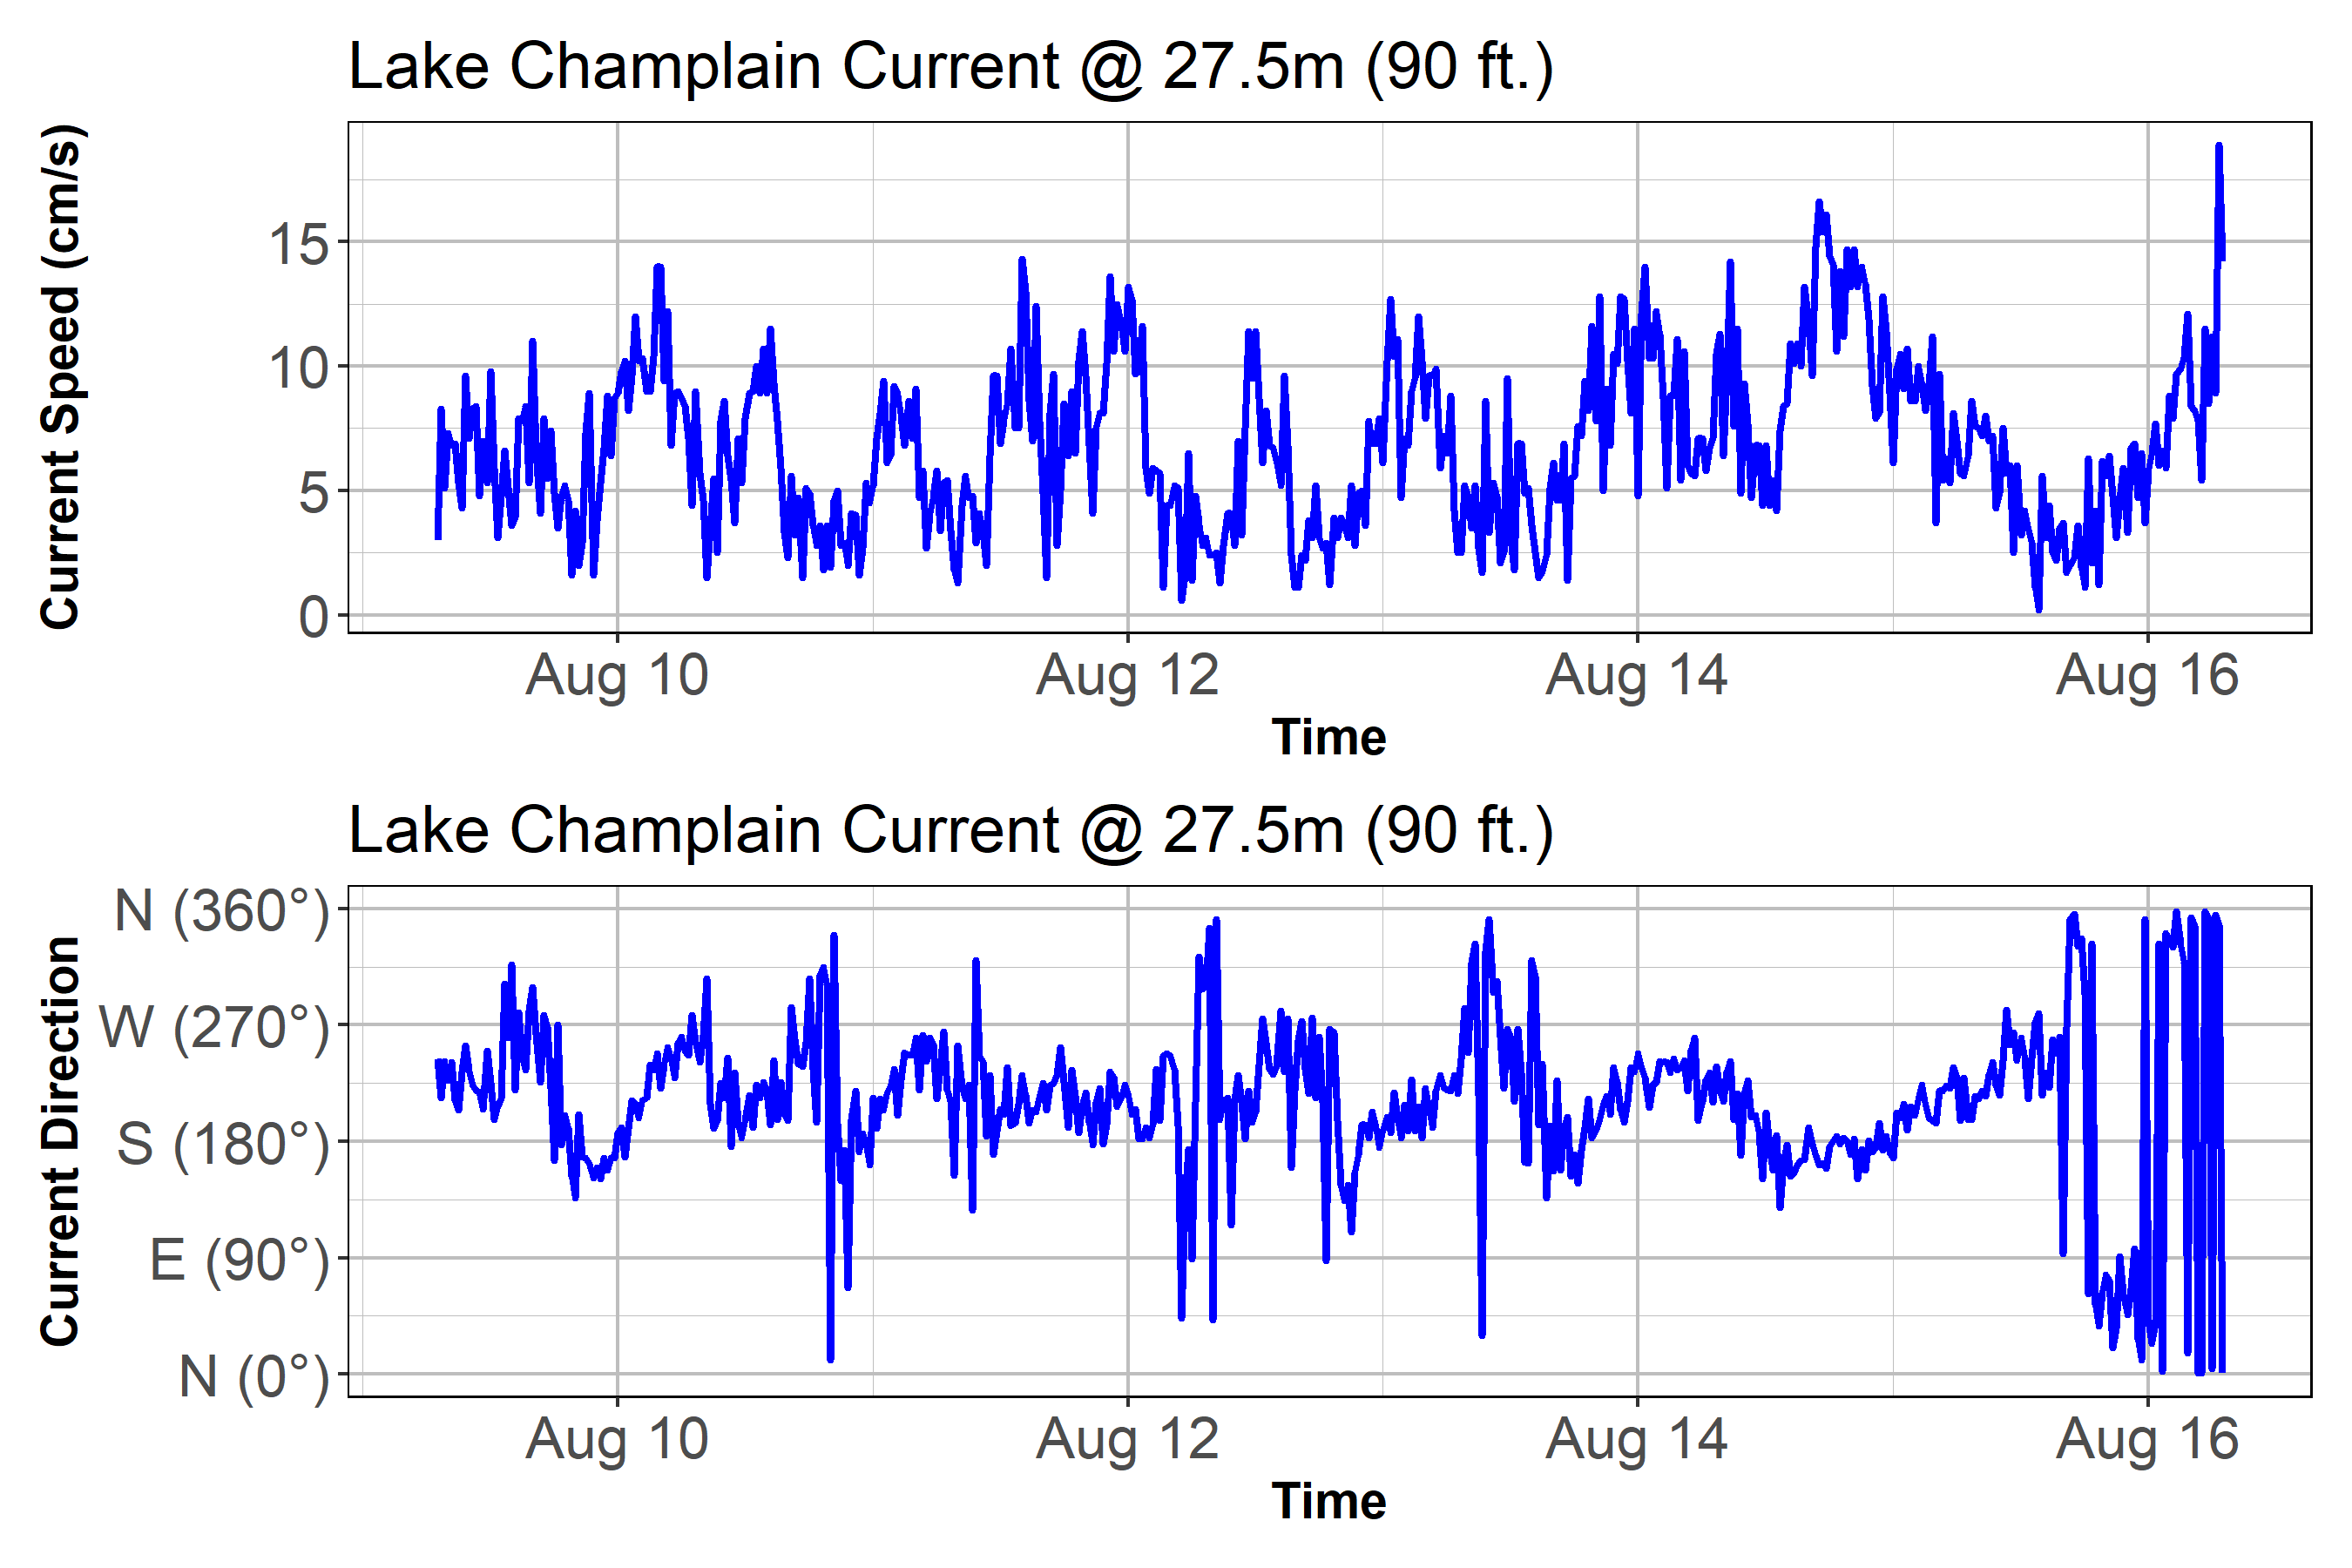 Lake Champlain Current @ 27.5m (90 ft.)
Current Speed (cm/s)
15
10
5
0
Aug 10 Aug 12 Aug 14 Aug 16
Time
Lake Champlain Current @ 27.5m (90 ft.)
Current Direction
N (360°)
W (270°)
S (180°)
E (90°)
N (0°)
Aug 10 Aug 12 Aug 14 Aug 16
Time